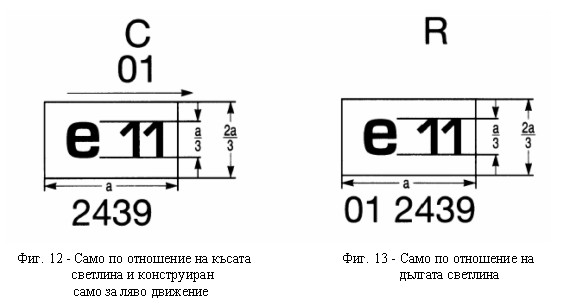 C
01
e 11
a
3
2a
3
a
2439
Фиг. 12 - Само по отношение на късата
светлина и конструиран
само за ляво движение
R
e 11
a
3
2a
3
a
01 2439
Фиг. 13 - Само по отношение на
дългата светлина